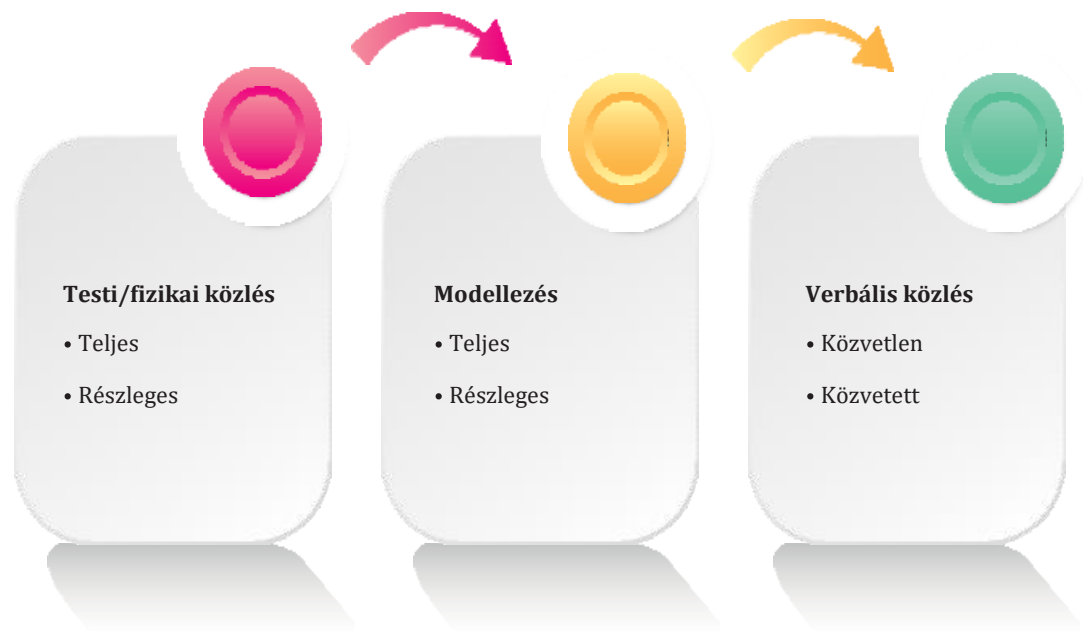 Testi/fizikai közlés
• Teljes
• Részleges
Modellezés
• Teljes
• Részleges
Verbális közlés
• Közvetlen
• Közvetett